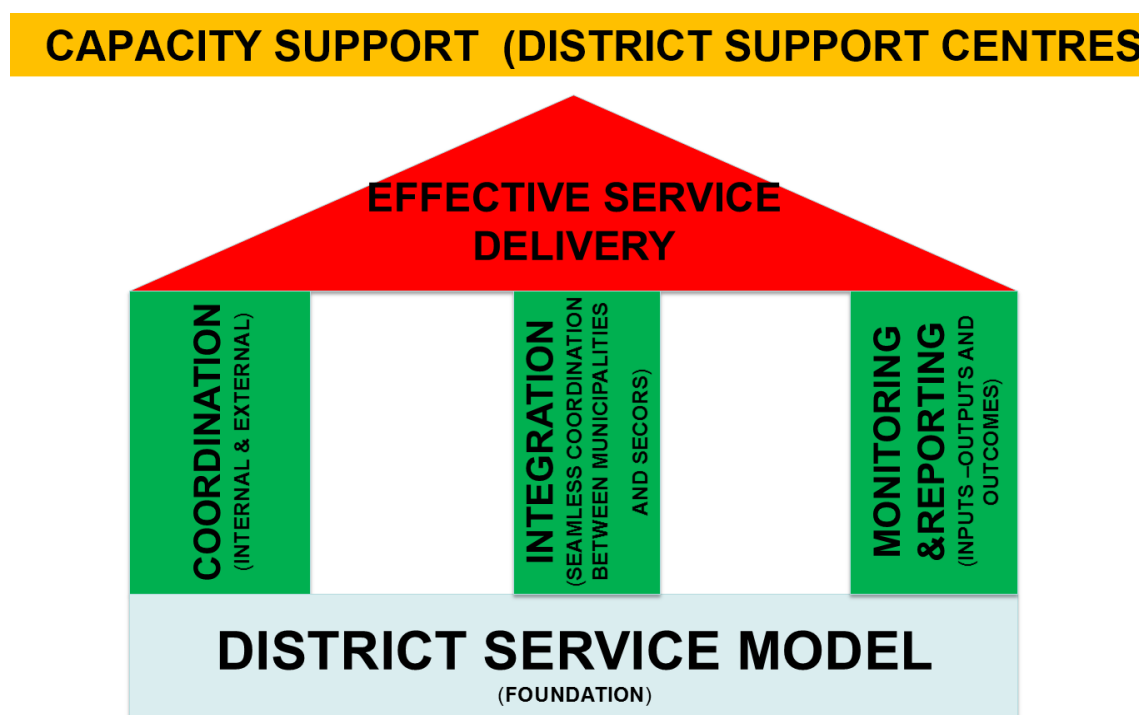 CAPACITY SUPPORT (DISTRICT SUPPORT CENTRES
EFFECTIVE SERVICE
DELIVERY
COORDINATION
(INTERNAL & EXTERNAL)
INTEGRATION
(SEAMLESS COORDINATION
BETWEEN MUNICIPALITIES
AND SECORS)
MONITORING
&REPORTING
(INPUTS –OUTPUTS AND
OUTCOMES)
DISTRICT SERVICE MODEL
(FOUNDATION)